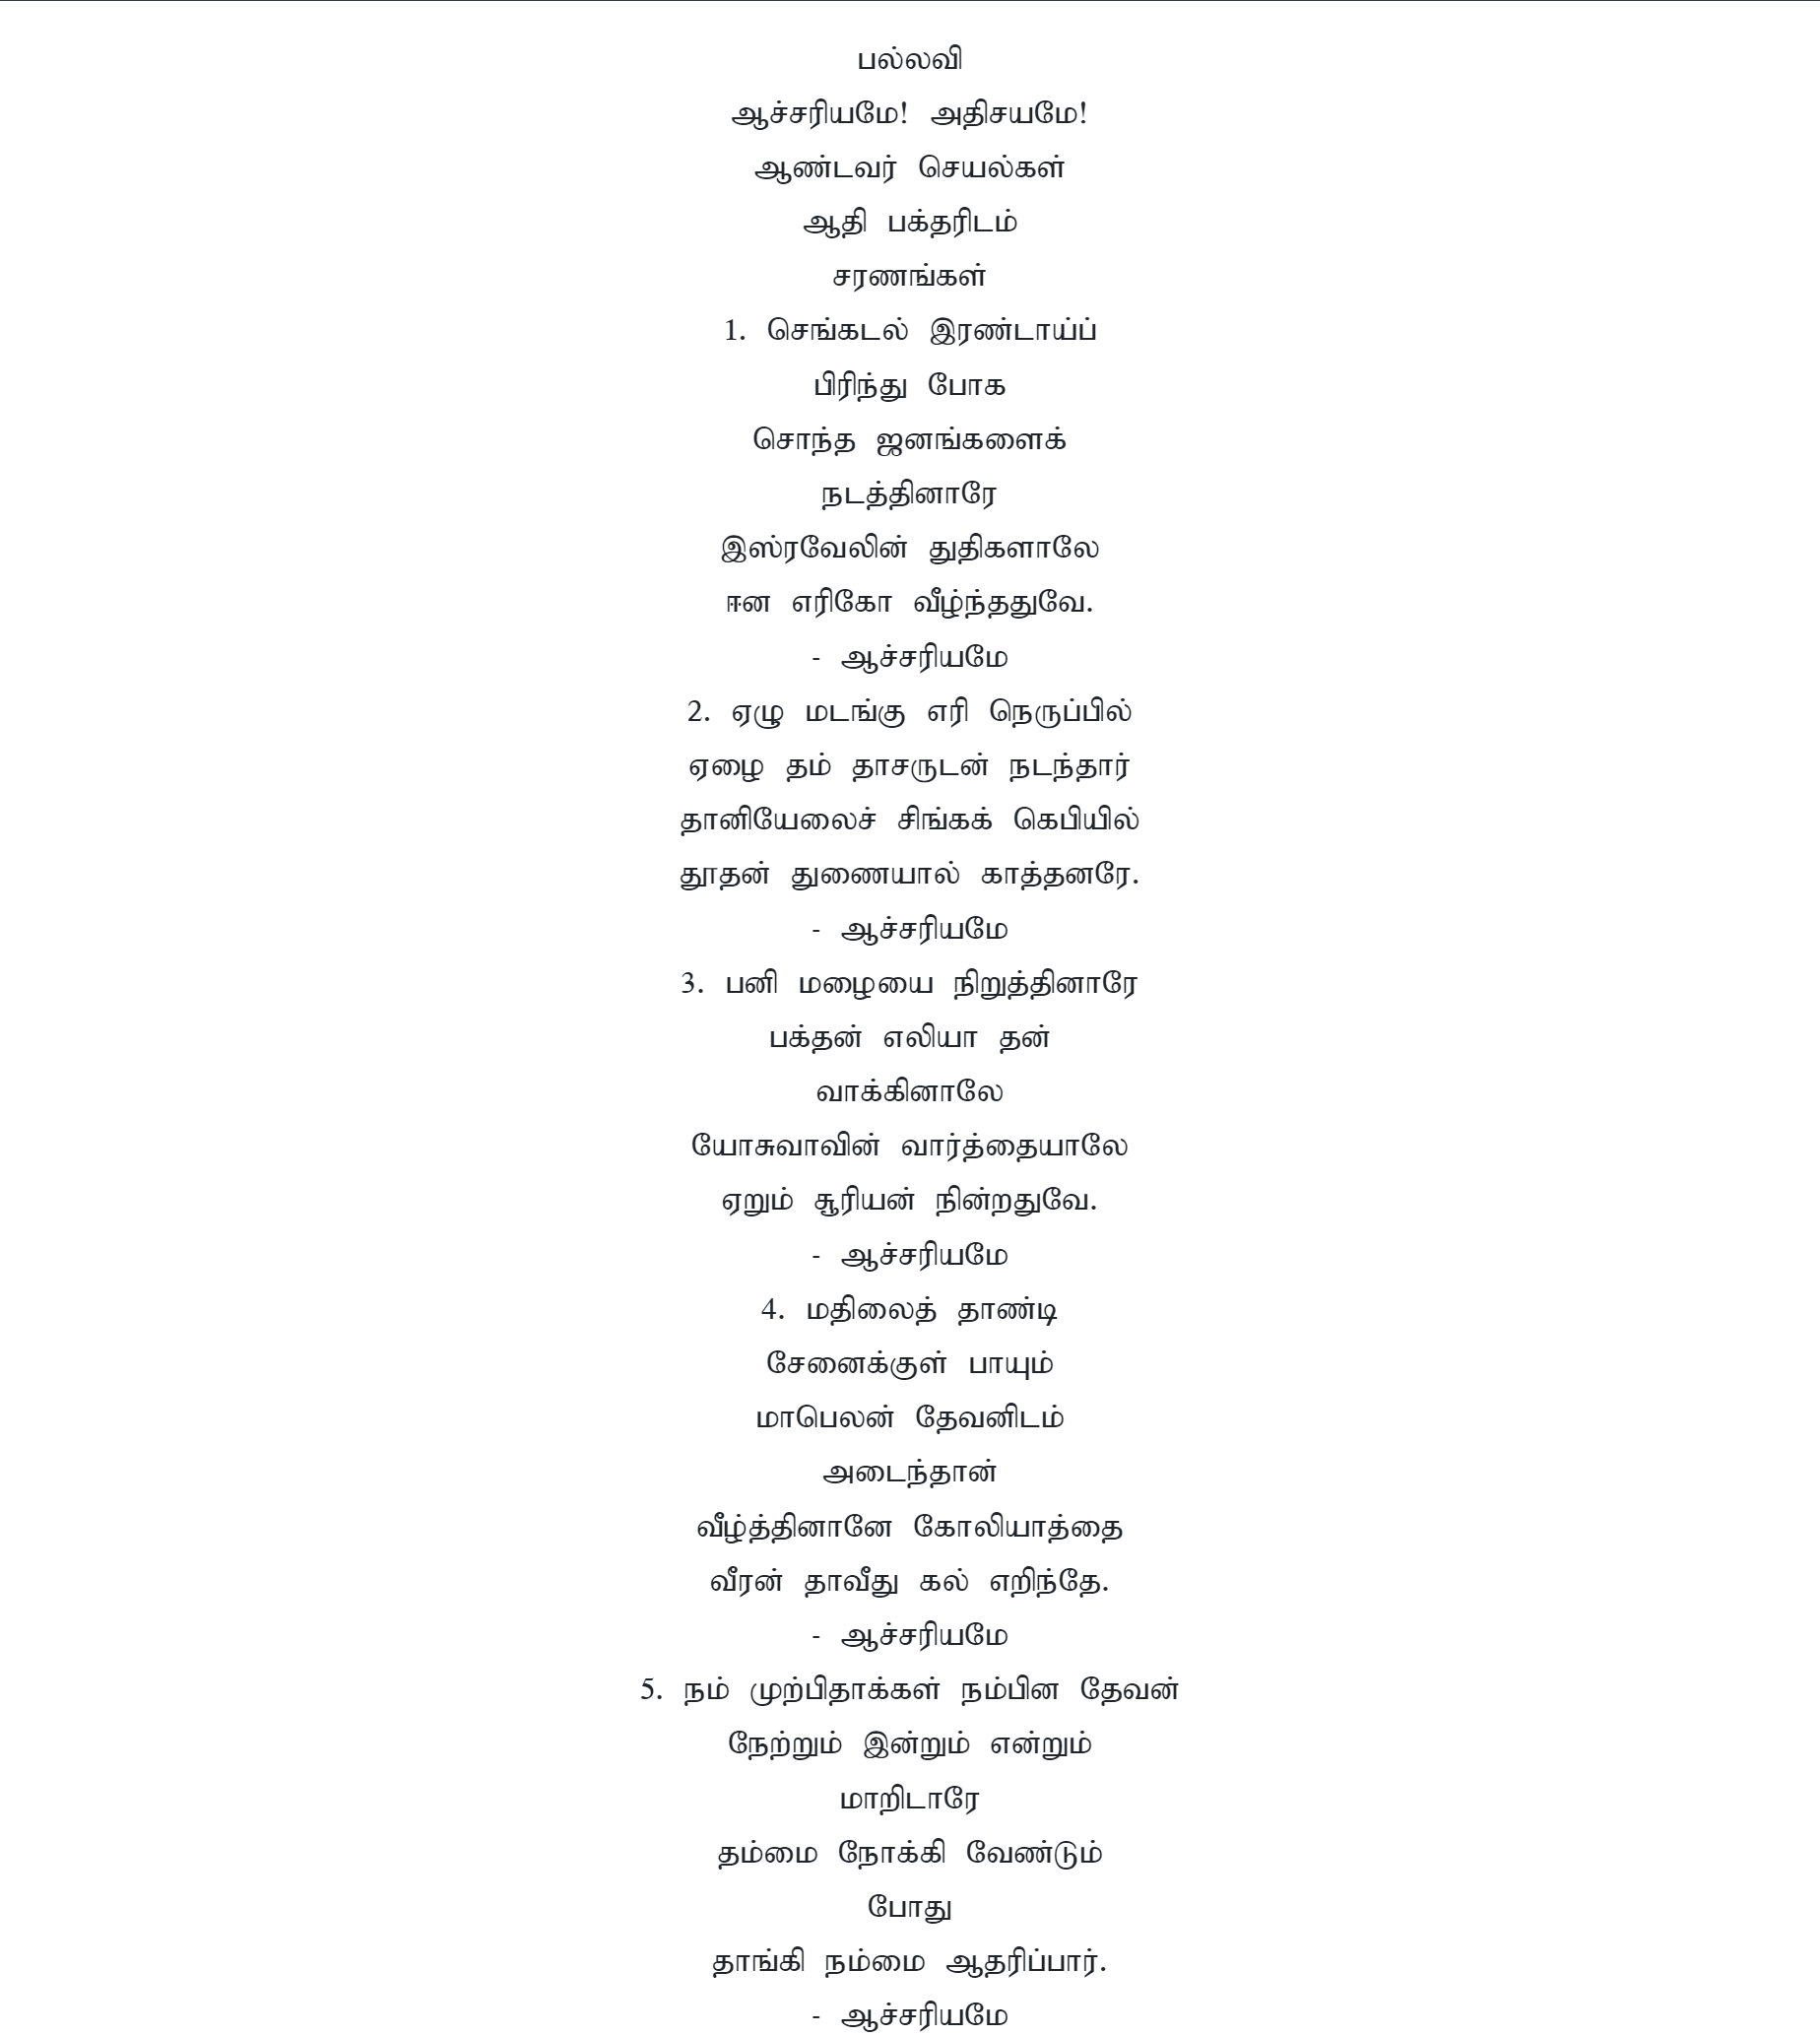 பல்லவி
ஆச்சரியமே! அதிசயமே!
ஆண்டவர் செயல்கள்
ஆதி பக்தரிடம்
சரணங்கள்
1. செங்கடல் இரண்டாய்ப்
பிரிந்து போக
சொந்த ஜனங்களைக்
நடத்தினாரே
இஸ்ரவேலின் துதிகளாலே
ஈன எரிகோ வீழ்ந்ததுவே.
- ஆச்சரியமே
2. ஏழு மடங்கு எரி நெருப்பில்
ஏழை தம் தாசருடன் நடந்தார்
தானியேலைச் சிங்கக் கெபியில்
தூதன் துணையால் காத்தனரே.
- ஆச்சரியமே
3. பனி மழையை நிறுத்தினாரே
பக்தன் எலியா தன்
வாக்கினாலே
யோசுவாவின் வார்த்தையாலே
ஏறும் சூரியன் நின்றதுவே.
- ஆச்சரியமே
4. மதிலைத் தாண்டி
சேனைக்குள் பாயும்
மாபெலன் தேவனிடம்
அடைந்தான்
வீழ்த்தினானே கோலியாத்தை
வீரன் தாவீது கல் எறிந்தே.
- ஆச்சரியமே
5. நம் முற்பிதாக்கள் நம்பின தேவன்
நேற்றும் இன்றும் என்றும்
மாறிடாரே
தம்மை நோக்கி வேண்டும்
போது
தாங்கி நம்மை ஆதரிப்பார்.
- ஆச்சரியமே